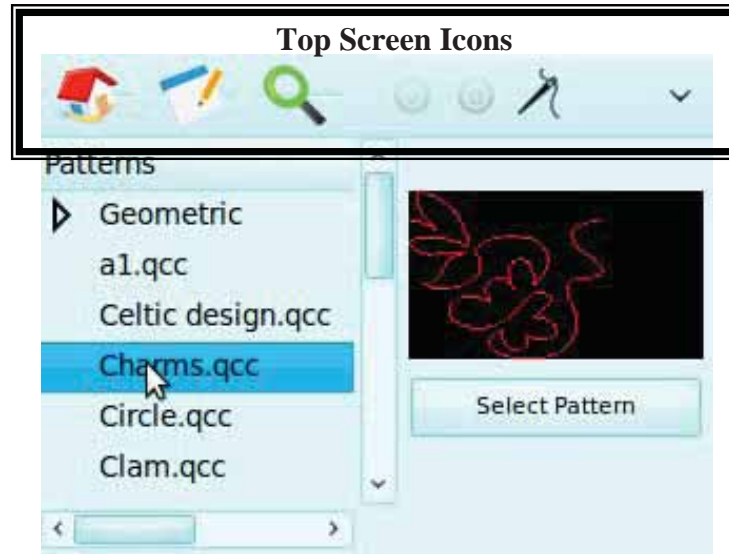 Top Screen Icons
Patterns
Geometric
a1.qcc
Celtic design.qcc
Charms.qcc
Circle.qcc
Clam.qcc
Select Pattern